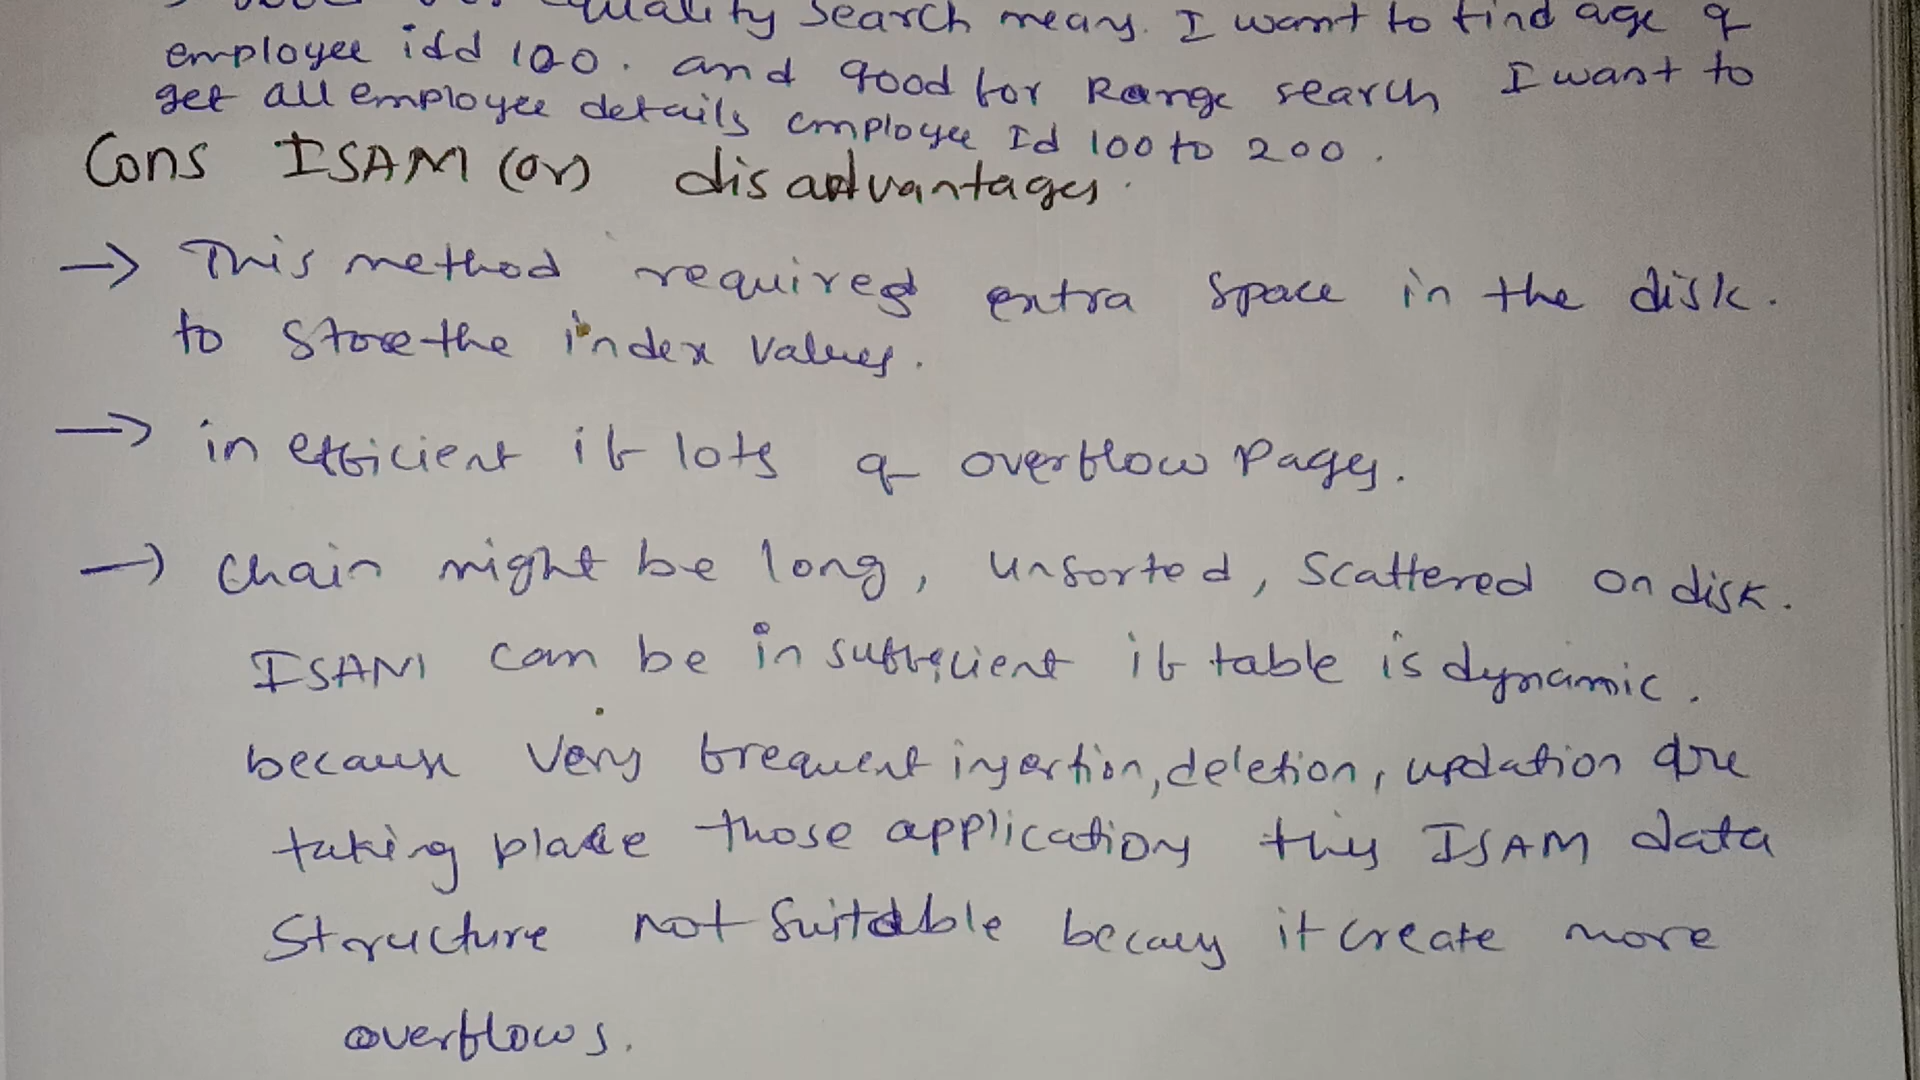 Quality Search means. I want to find age of
employee idd 100. and good for Range search I want to
get all employee details employee Id 100 to 200.
Cons ISAM (or) disadvantages.
→ This method required extra space in the disk.
to store the index values.
→ in efficient if lots of overflow pages.
→ Chain might be long, unsorted, scattered on disk.
ISAM can be in sufficient if table is dynamic.
because very frequent insertion, deletion, updation are
taking place those applications this ISAM data
Structure not suitable becaus it create more
overflows.